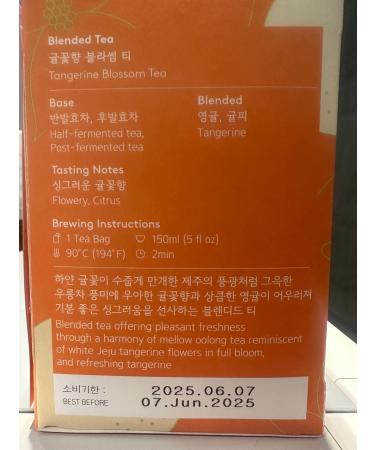 Blended Tea
귤꽃향 블라썸 티
Tangerine Blossom Tea
Base
반발효차, 후발효차
Half-fermented tea,
Post-fermented tea
Blended
영귤, 귤피
Tangerine
Tasting Notes
싱그러운 귤꽃향
Flowery, Citrus
Brewing Instructions
1 Tea Bag
150ml (5 fl oz)
90°C (194°F)
2min
하얀 귤꽃이 수줍게 만개한 제주의 풍광처럼 그윽한
우롱차 풍미에 우아한 귤꽃향과 상큼한 영귤이 어우러져
기분 좋은 싱그러움을 선사하는 블렌디드 티
Blended tea offering pleasant freshness
through a harmony of mellow oolong tea reminiscent
of white Jeju tangerine flowers in full bloom,
and refreshing tangerine
소비기한 : 2025.06.07
BEST BEFORE 07.Jun.2025